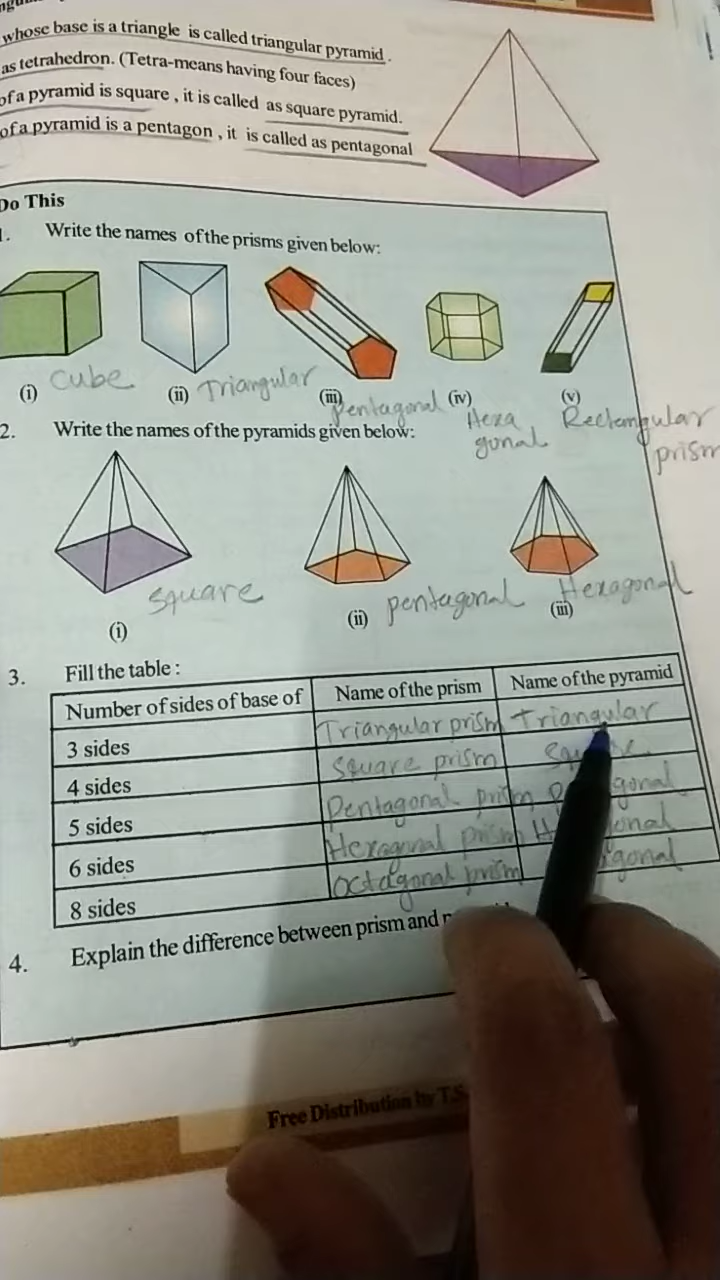 whose base is a triangle is called triangular pyramid .
as tetrahedron. (Tetra-means having four faces)
of a pyramid is square , it is called as square pyramid.
of a pyramid is a pentagon , it is called as pentagonal
Do This
1. Write the names of the prisms given below:
(i) cube (ii) Triangular (iii) pentagonal (iv) Hexa (v) Rectangular
gonal prism
2. Write the names of the pyramids given below:
(i) square (ii) pentagonal (iii) Hexagonal
3. Fill the table :
Number of sides of base of Name of the prism Name of the pyramid
3 sides Triangular prism Triangular
4 sides Square prism
5 sides Pentagonal prism gonal
6 sides Hexagonal prism
8 sides Octagonal prism gonal
4. Explain the difference between prism and
Free Distribution by T.S.